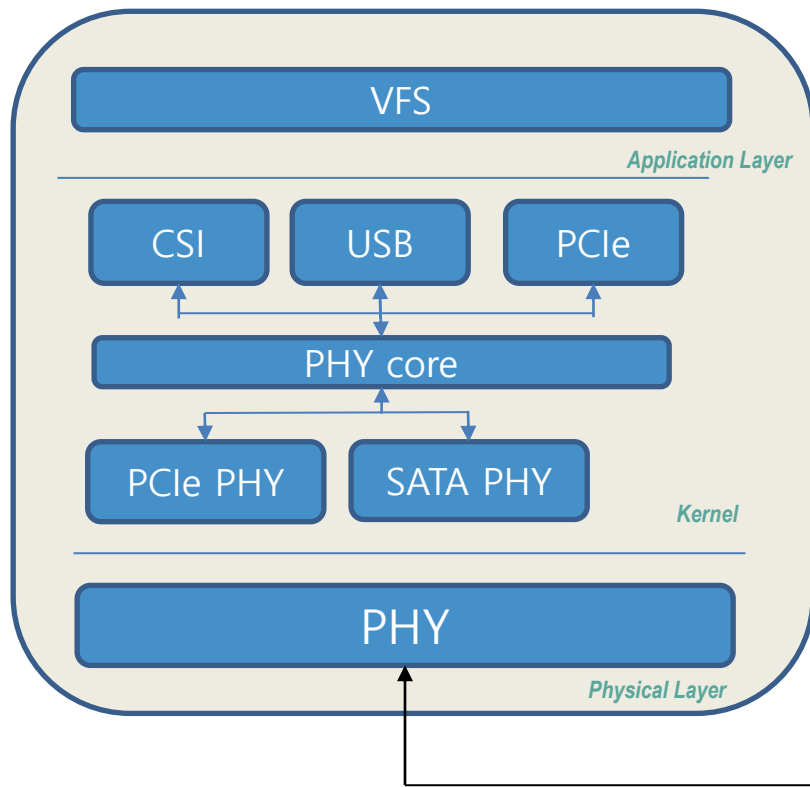 VFS
Application Layer
CSI
USB
PCIe
PHY core
PCIe PHY
SATA PHY
Kernel
PHY
Physical Layer